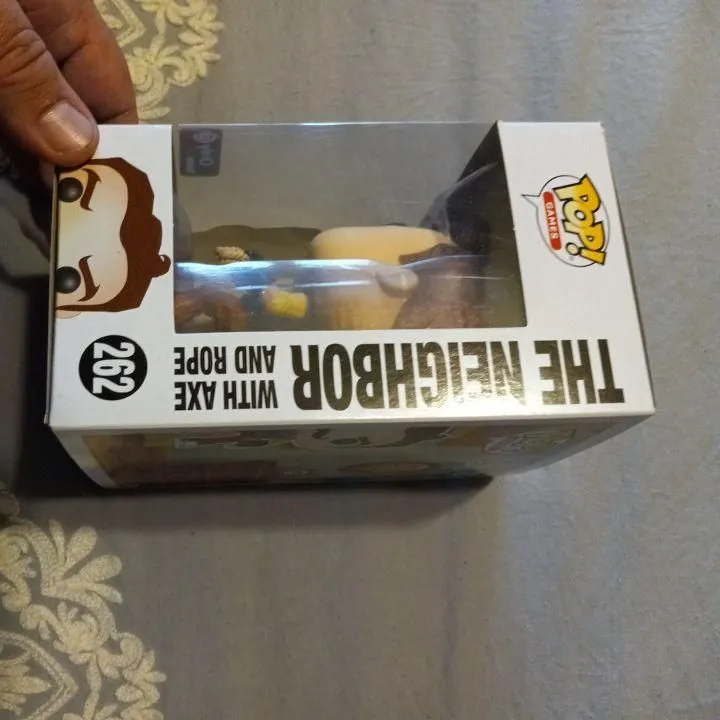 POP!
GAMES
THE NEIGHBOR
WITH AXE
AND ROPE
262